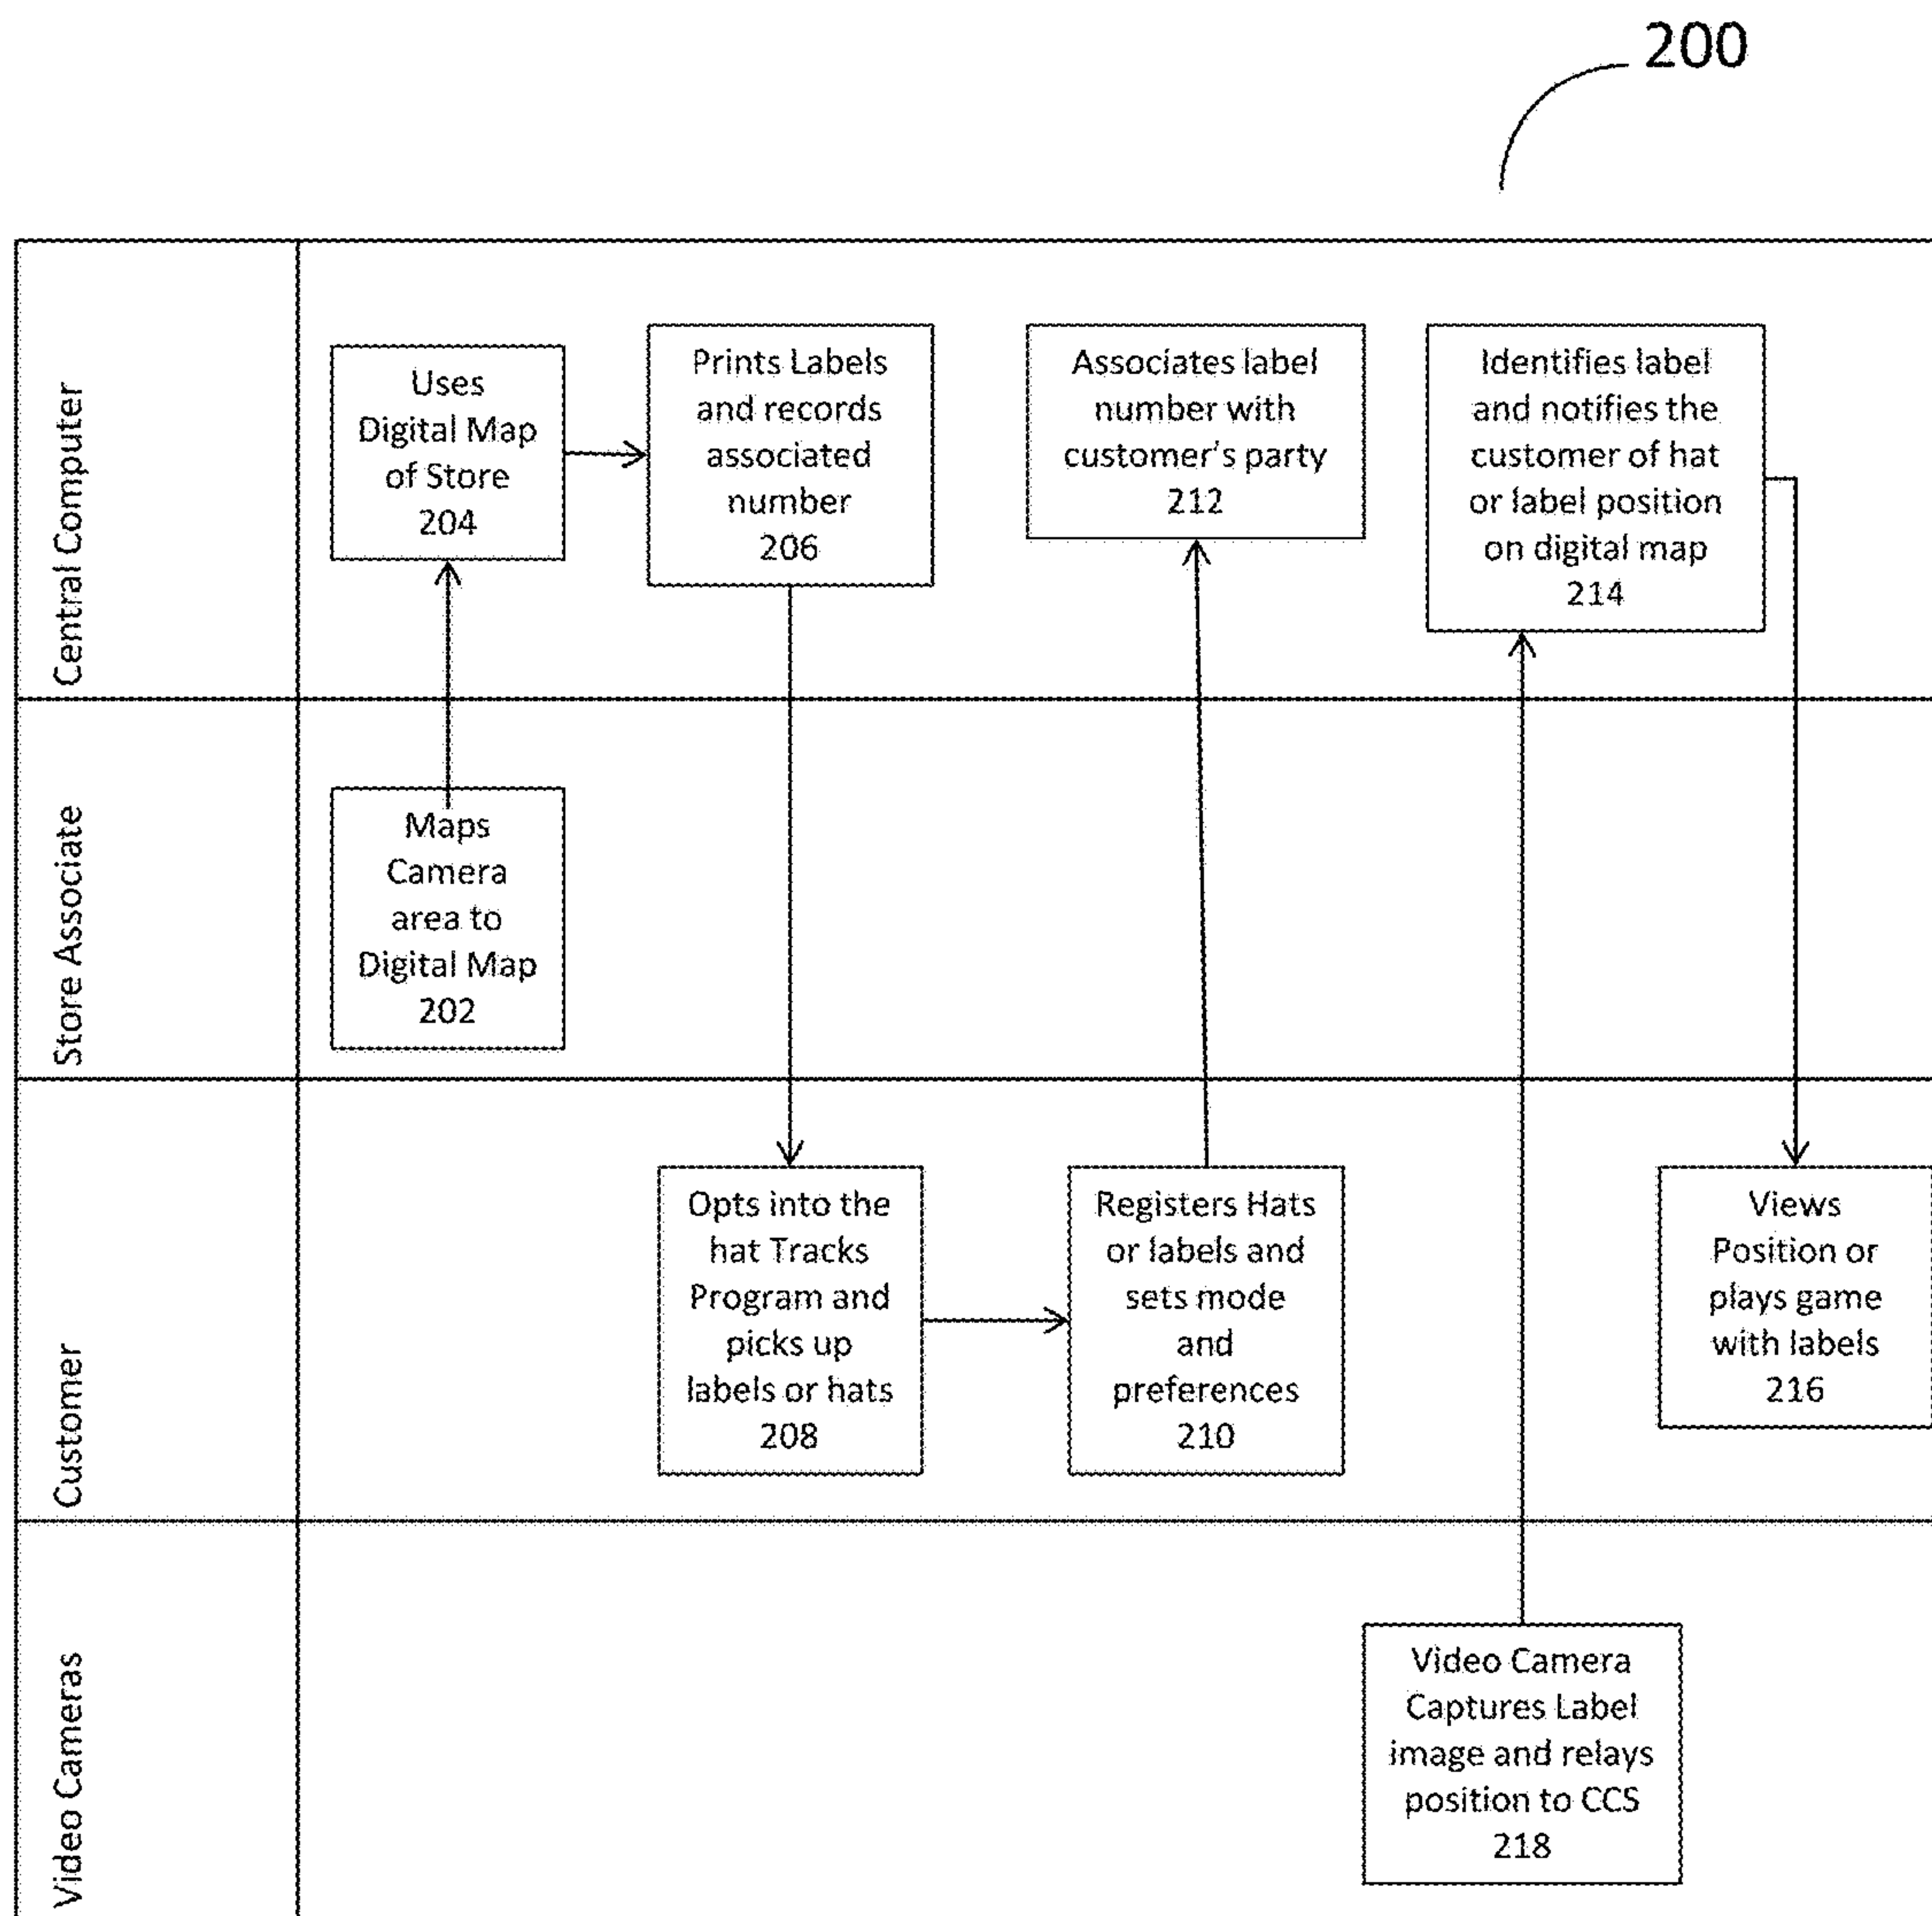 200
Central Computer
Uses
Digital Map
of Store
204
Prints Labels
and records
associated
number
206
Associates label
number with
customer's party
212
Identifies label
and notifies the
customer of hat
or label position
on digital map
214
Store Associate
Maps
Camera
area to
Digital Map
202
Customer
Opts into the
hat Tracks
Program and
picks up
labels or hats
208
Registers Hats
or labels and
sets mode
and
preferences
210
Views
Position or
plays game
with labels
216
Video Cameras
Video Camera
Captures Label
image and relays
position to CCS
218